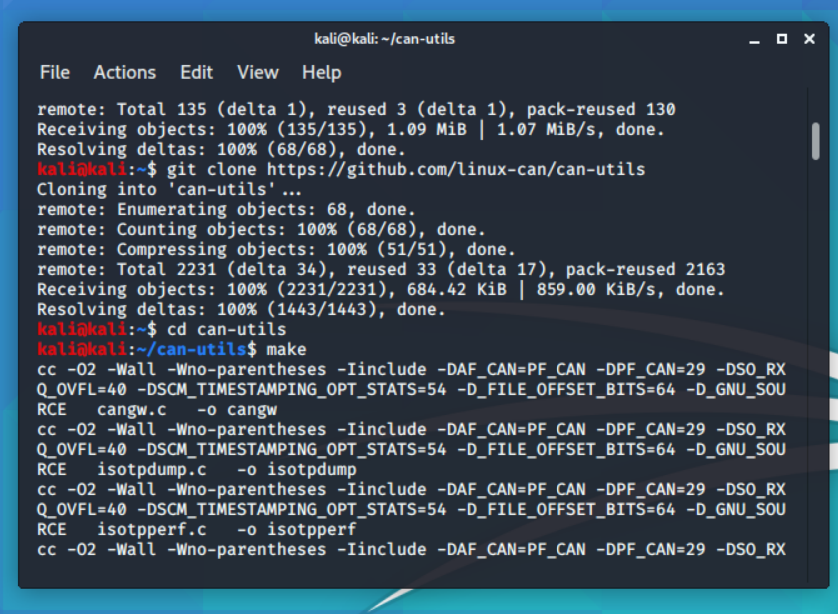 kali@kali: ~/can-utils
File Actions Edit View Help
remote: Total 135 (delta 1), reused 3 (delta 1), pack-reused 130
Receiving objects: 100% (135/135), 1.09 MiB | 1.07 MiB/s, done.
Resolving deltas: 100% (68/68), done.
kali@kali:~$ git clone https://github.com/linux-can/can-utils
Cloning into 'can-utils'...
remote: Enumerating objects: 68, done.
remote: Counting objects: 100% (68/68), done.
remote: Compressing objects: 100% (51/51), done.
remote: Total 2231 (delta 34), reused 33 (delta 17), pack-reused 2163
Receiving objects: 100% (2231/2231), 684.42 KiB | 859.00 KiB/s, done.
Resolving deltas: 100% (1443/1443), done.
kali@kali:~$ cd can-utils
kali@kali:~/can-utils$ make
cc -O2 -Wall -Wno-parentheses -Iinclude -DAF_CAN=PF_CAN -DPF_CAN=29 -DSO_RX
Q_OVFL=40 -DSCM_TIMESTAMPING_OPT_STATS=54 -D_FILE_OFFSET_BITS=64 -D_GNU_SOU
RCE   cangw.c   -o cangw
cc -O2 -Wall -Wno-parentheses -Iinclude -DAF_CAN=PF_CAN -DPF_CAN=29 -DSO_RX
Q_OVFL=40 -DSCM_TIMESTAMPING_OPT_STATS=54 -D_FILE_OFFSET_BITS=64 -D_GNU_SOU
RCE   isotpdump.c   -o isotpdump
cc -O2 -Wall -Wno-parentheses -Iinclude -DAF_CAN=PF_CAN -DPF_CAN=29 -DSO_RX
Q_OVFL=40 -DSCM_TIMESTAMPING_OPT_STATS=54 -D_FILE_OFFSET_BITS=64 -D_GNU_SOU
RCE   isotpperf.c   -o isotpperf
cc -O2 -Wall -Wno-parentheses -Iinclude -DAF_CAN=PF_CAN -DPF_CAN=29 -DSO_RX